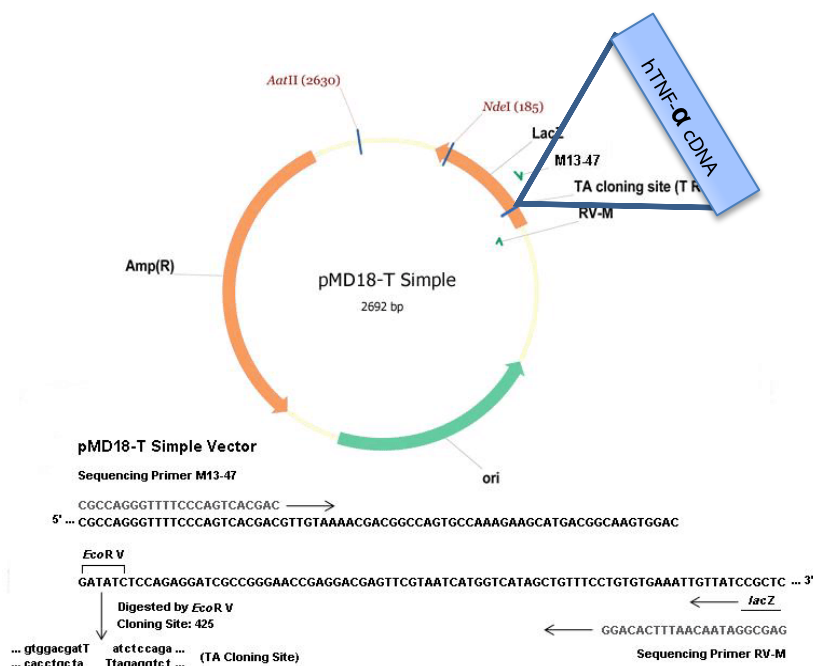 AatII (2630)
NdeI (185)
LacZ
hTNF-α cDNA
M13-47
TA cloning site (T R
RV-M
Amp(R)
pMD18-T Simple
2692 bp
ori
pMD18-T Simple Vector
Sequencing Primer M13-47
CGCCAGGGTTTTCCCAGTCACGAC
5' ... CGCCAGGGTTTTCCCAGTCACGACGTTGTAAAACGACGGCCAGTGCCAAAGAAGCATGACGGCAAGTGGAC
EcoR V
GATATCTCCAGAGGATCGCCGGGAACCGAGGACGAGTTCGTAATCATGGTCATAGCTGTTTCCTGTGTGAAATTGTTATCCGCTC ... 3'
Digested by EcoR V
Cloning Site: 425
lacZ
GGACACTTTAACAATAGGCGAG
Sequencing Primer RV-M
... gtggacgatT atctccaga ...
... cacctgcta Ttagaggtct ...
(TA Cloning Site)